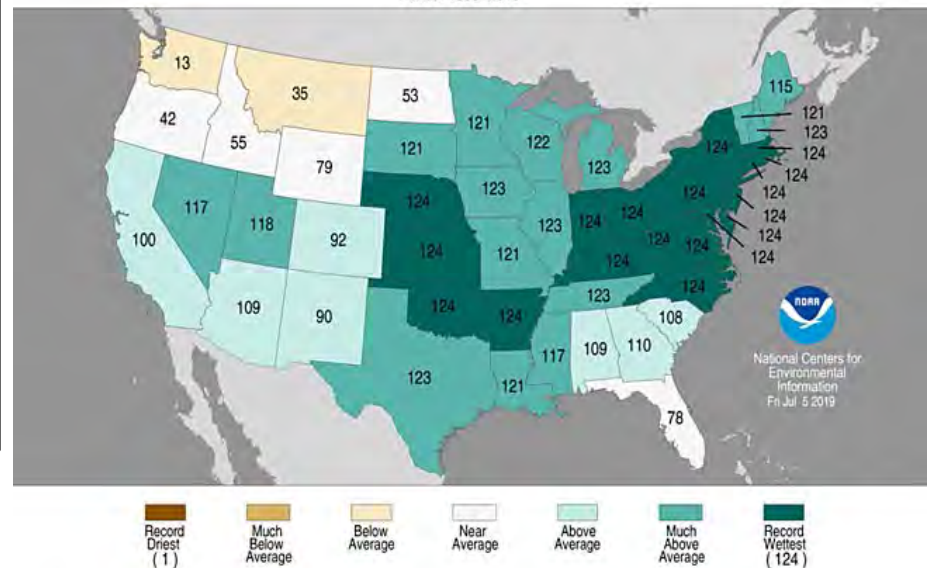 13
35
53
42
55
79
121
121
122
123
115
121
123
124
124
124
124
124
124
124
124
117
118
92
124
124
123
121
123
124
124
124
124
124
124
124
100
109
90
124
124
123
108
123
121
117
109
110
78
NOAA
National Centers for
Environmental
Information
Fri Jul 5 2019
Record
Driest
( 1 )
Much
Below
Average
Below
Average
Near
Average
Above
Average
Much
Above
Average
Record
Wettest
( 124 )